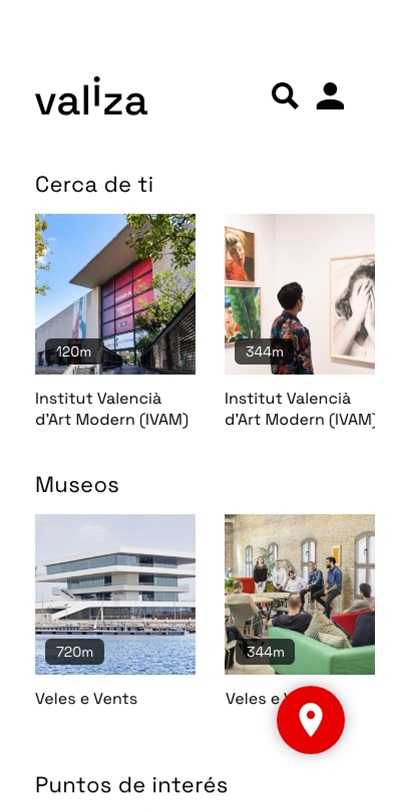 valiza
Cerca de ti
120m
344m
Institut Valencià
d'Art Modern (IVAM)
Institut Valencià
d'Art Modern (IVAM)
Museos
720m
344m
Veles e Vents
Veles e V
Puntos de interés